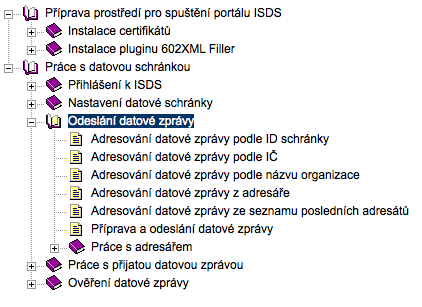 Příprava prostředí pro spuštění portálu ISDS
Instalace certifikátů
Instalace pluginu 602XML Filler
Práce s datovou schránkou
Přihlášení k ISDS
Nastavení datové schránky
Odeslání datové zprávy
Adresování datové zprávy podle ID schránky
Adresování datové zprávy podle IČ
Adresování datové zprávy podle názvu organizace
Adresování datové zprávy z adresáře
Adresování datové zprávy ze seznamu posledních adresátů
Příprava a odeslání datové zprávy
Práce s adresářem
Práce s přijatou datovou zprávou
Ověření datové zprávy